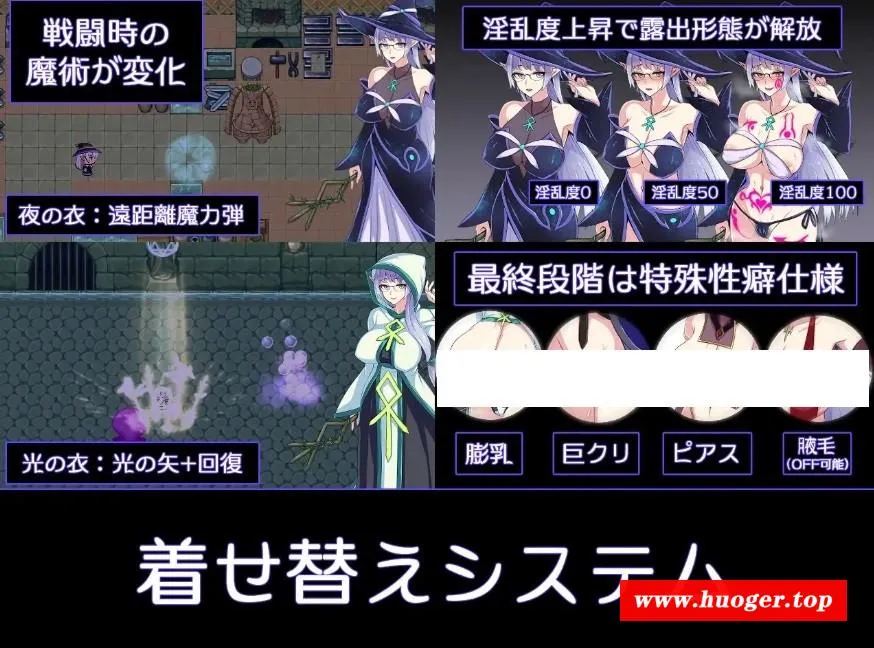 戦闘時の
魔術が変化
夜の衣：遠距離魔力弾
淫乱度上昇で露出形態が解放
淫乱度0
淫乱度50
淫乱度100
光の衣：光の矢+回復
最終段階は特殊性癖仕様
膨乳
巨クリ
ピアス
腋毛
(OFF可能)
着せ替えシステム
www.huoger.top